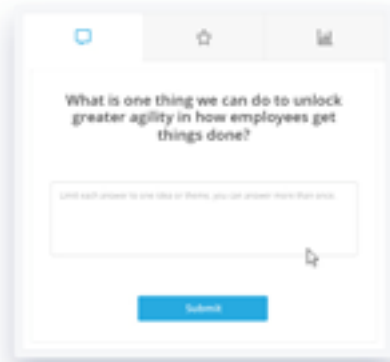 What is one thing we can do to unlock
greater agility in how employees get
things done?
Limit each answer to one idea or theme, you can answer more than once.
Submit